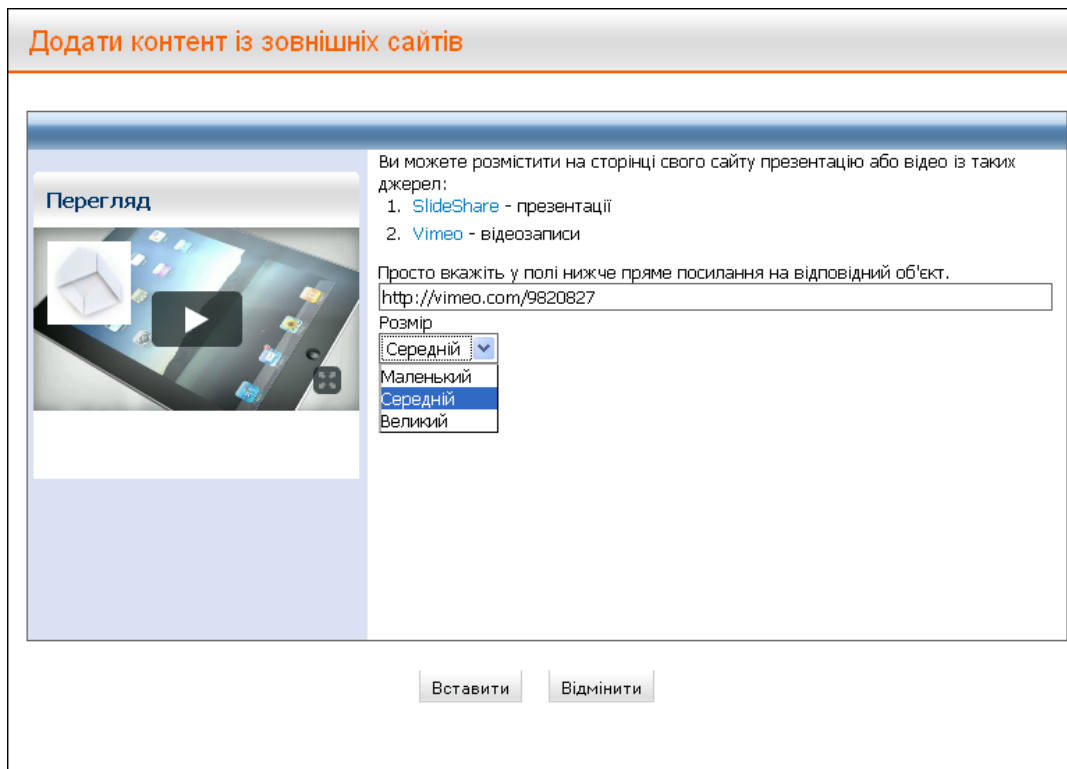 Додати контент із зовнішніх сайтів
Перегляд
Ви можете розмістити на сторінці свого сайту презентацію або відео із таких
джерел:
1. SlideShare - презентації
2. Vimeo - відеозаписи
Просто вкажіть у полі нижче пряме посилання на відповідний об'єкт.
http://vimeo.com/9820827
Розмір
Середній
Маленький
Середній
Великий
Вставити
Відмінити